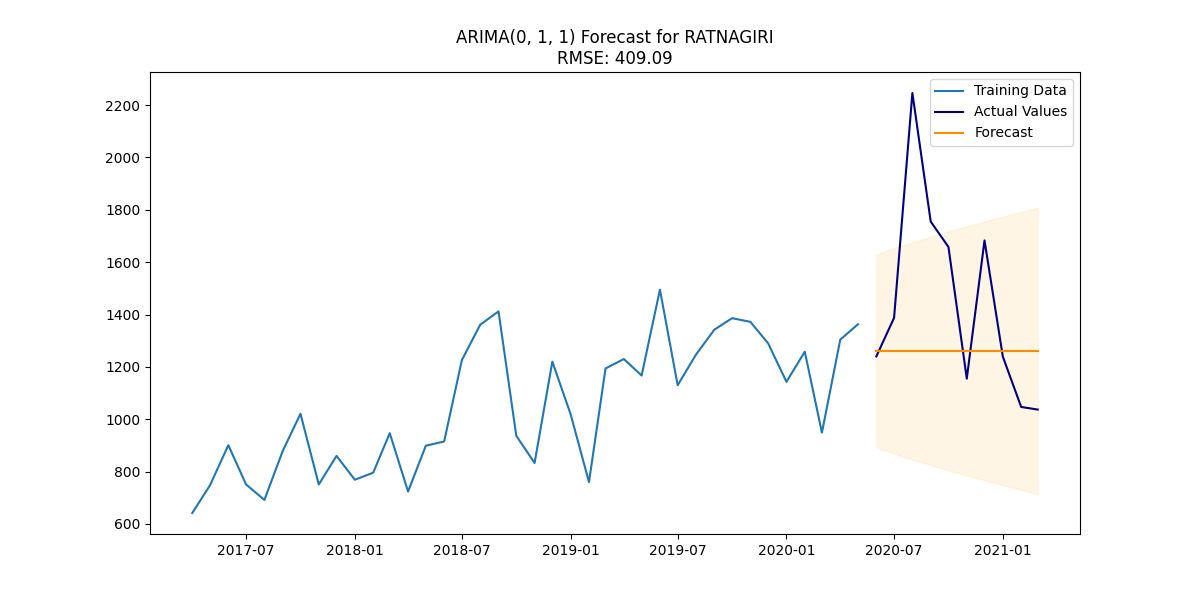 ARIMA(0, 1, 1) Forecast for RATNAGIRI
RMSE: 409.09
Training Data
Actual Values
Forecast
2200
2000
1800
1600
1400
1200
1000
800
600
2017-07 2018-01 2018-07 2019-01 2019-07 2020-01 2020-07 2021-01